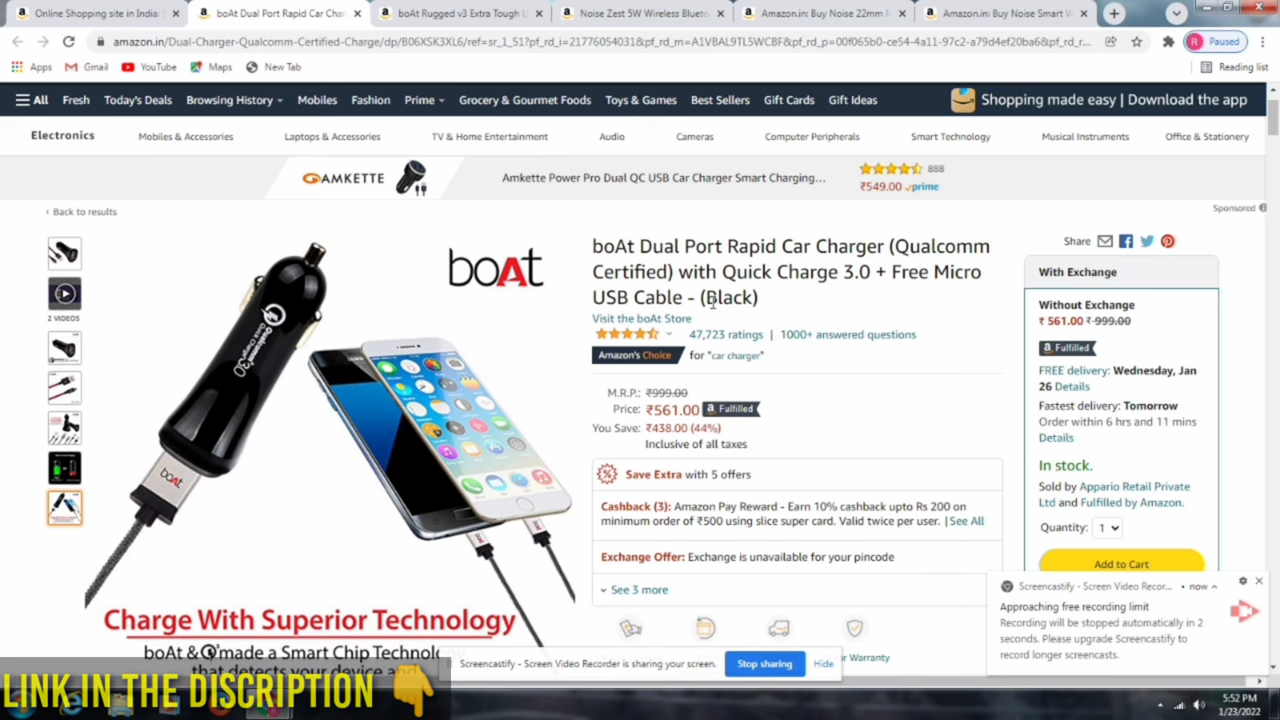 Online Shopping site in India:
boAt Dual Port Rapid Car Char
boAt Rugged v3 Extra Tough U
Noise Zest 5W Wireless Blueto
Amazon.in: Buy Noise 22mm M
Amazon.in: Buy Noise Smart W
amazon.in/Dual-Charger-Qualcomm-Certified-Charge/dp/B06XSK3XL6/ref=sr_1_51?pf_rd_i=21776054031&pf_rd_m=A1VBAL9TL5WCBF&pf_rd_p=00f065b0-ce54-4a11-97c2-a79d4ef20ba6&pf_rd_r...
R Paused
Apps Gmail YouTube Maps New Tab Reading list
All Fresh Today's Deals Browsing History Mobiles Fashion Prime Grocery & Gourmet Foods Toys & Games Best Sellers Gift Cards Gift Ideas Shopping made easy | Download the app
Electronics Mobiles & Accessories Laptops & Accessories TV & Home Entertainment Audio Cameras Computer Peripherals Smart Technology Musical Instruments Office & Stationery
AMKETTE Amkette Power Pro Dual QC USB Car Charger Smart Charging... 888
₹549.00 prime
Sponsored
‹ Back to results
2 VIDEOS
boAt
Qualcomm
3.0
boAt
Charge With Superior Technology
boAt & Q made a Smart Chip Technolo
that detects your device a
boAt Dual Port Rapid Car Charger (Qualcomm
Certified) with Quick Charge 3.0 + Free Micro
USB Cable - (Black)
Visit the boAt Store
47,723 ratings | 1000+ answered questions
Amazon's Choice for "car charger"
M.R.P.: ₹999.00
Price: ₹561.00 a Fulfilled
You Save: ₹438.00 (44%)
Inclusive of all taxes
Save Extra with 5 offers
Cashback (3): Amazon Pay Reward - Earn 10% cashback upto Rs 200 on
minimum order of ₹500 using slice super card. Valid twice per user. | See All
Exchange Offer: Exchange is unavailable for your pincode
See 3 more
Warranty
Share
With Exchange
Without Exchange
₹ 561.00 ₹ 999.00
a Fulfilled
FREE delivery: Wednesday, Jan
26 Details
Fastest delivery: Tomorrow
Order within 6 hrs and 11 mins
Details
In stock.
Sold by Appario Retail Private
Ltd and Fulfilled by Amazon.
Quantity: 1
Add to Cart
Screencastify - Screen Video Recor... • now
Approaching free recording limit
Recording will be stopped automatically in 2
seconds. Please upgrade Screencastify to
record longer screencasts.
Screencastify - Screen Video Recorder is sharing your screen. Stop sharing Hide
LINK IN THE DISCRIPTION
5:52 PM
1/23/2022